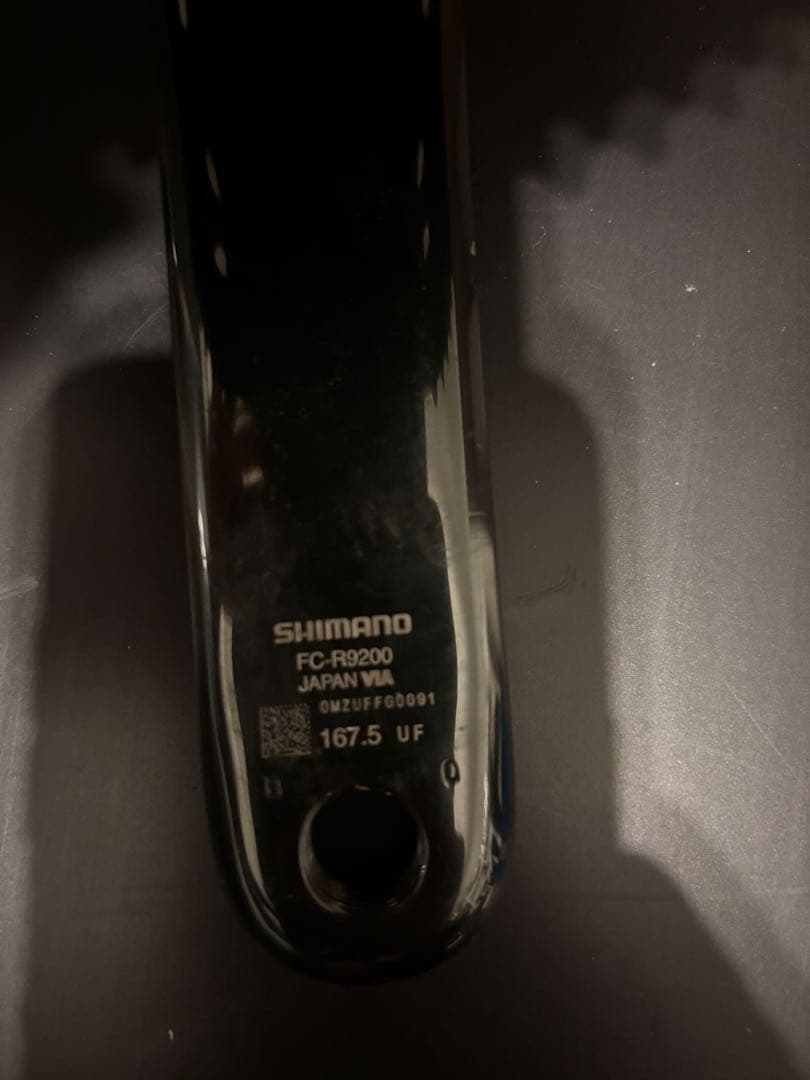 SHIMANO
FC-R9200
JAPAN VIA
0MZUFFG0091
167.5 UF